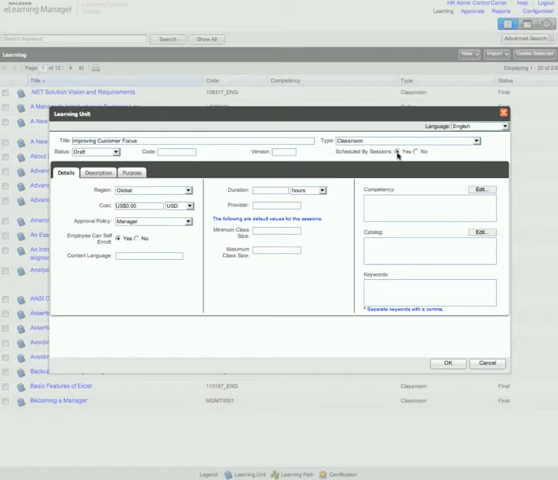 HALOGEN
eLearning Manager
HR Admin Control Center Help Logout
Learning Approvals Reports Configuration
Search keyword Search Show All Advanced Search
Learning New Import Delete Selected
Page 1 of 12 Displaying 1 - 30 of
Title Code Competency Type Status
.NET Solution Vision and Requirements 108317_ENG Classroom Final
Learning Unit
Language: English
Title: Improving Customer Focus Type: Classroom
Status: Draft Code: Version: Scheduled By Sessions: Yes No
Details Description Purpose
Region: Global Duration: hours Competency: Edit...
Cost: US$0.00 USD Provider:
Approval Policy: Manager The following are default values for the sessions:
Employee Can Self Enroll: Yes No Minimum Class Size: Catalog: Edit...
Content Language: Maximum Class Size:
Keywords:
* Separate keywords with a comma.
OK Cancel
Basic Features of Excel 113187_ENG Classroom Final
Becoming a Manager MGMT0001 Classroom Final
Legend: Learning Unit Learning Path Certification